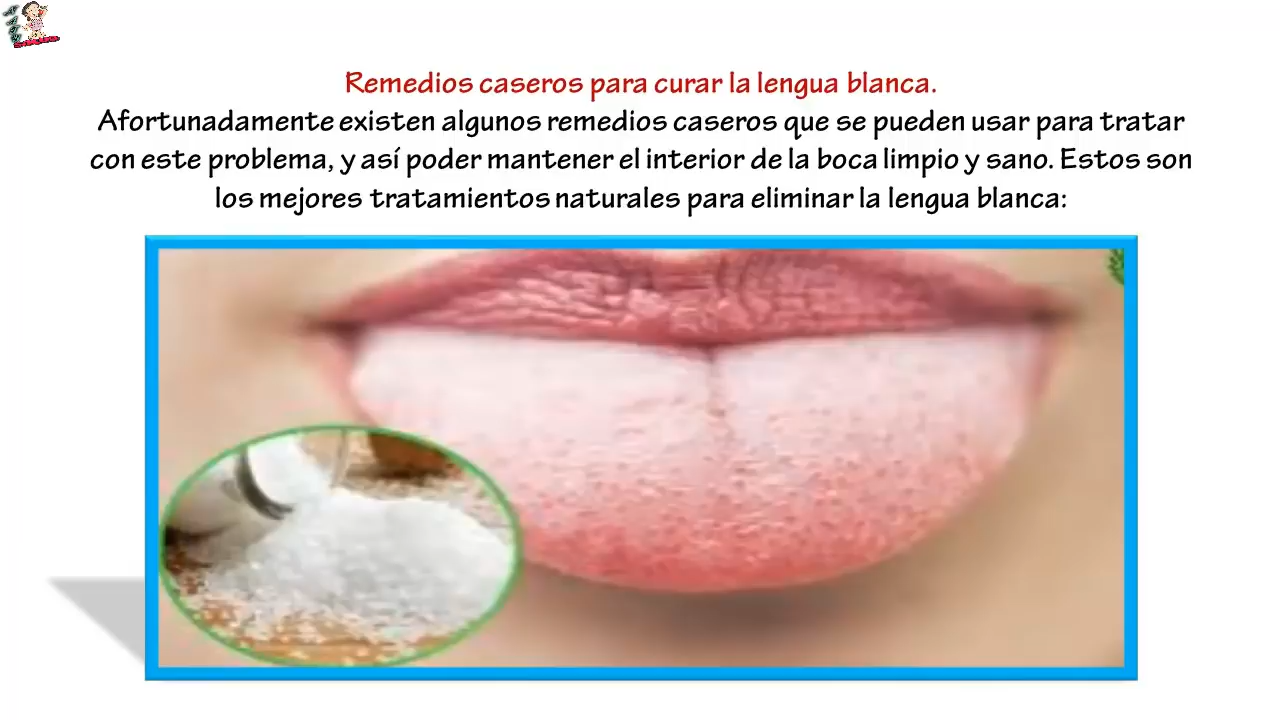 Remedios caseros para curar la lengua blanca.
Afortunadamente existen algunos remedios caseros que se pueden usar para tratar
con este problema, y así poder mantener el interior de la boca limpio y sano. Estos son
los mejores tratamientos naturales para eliminar la lengua blanca: